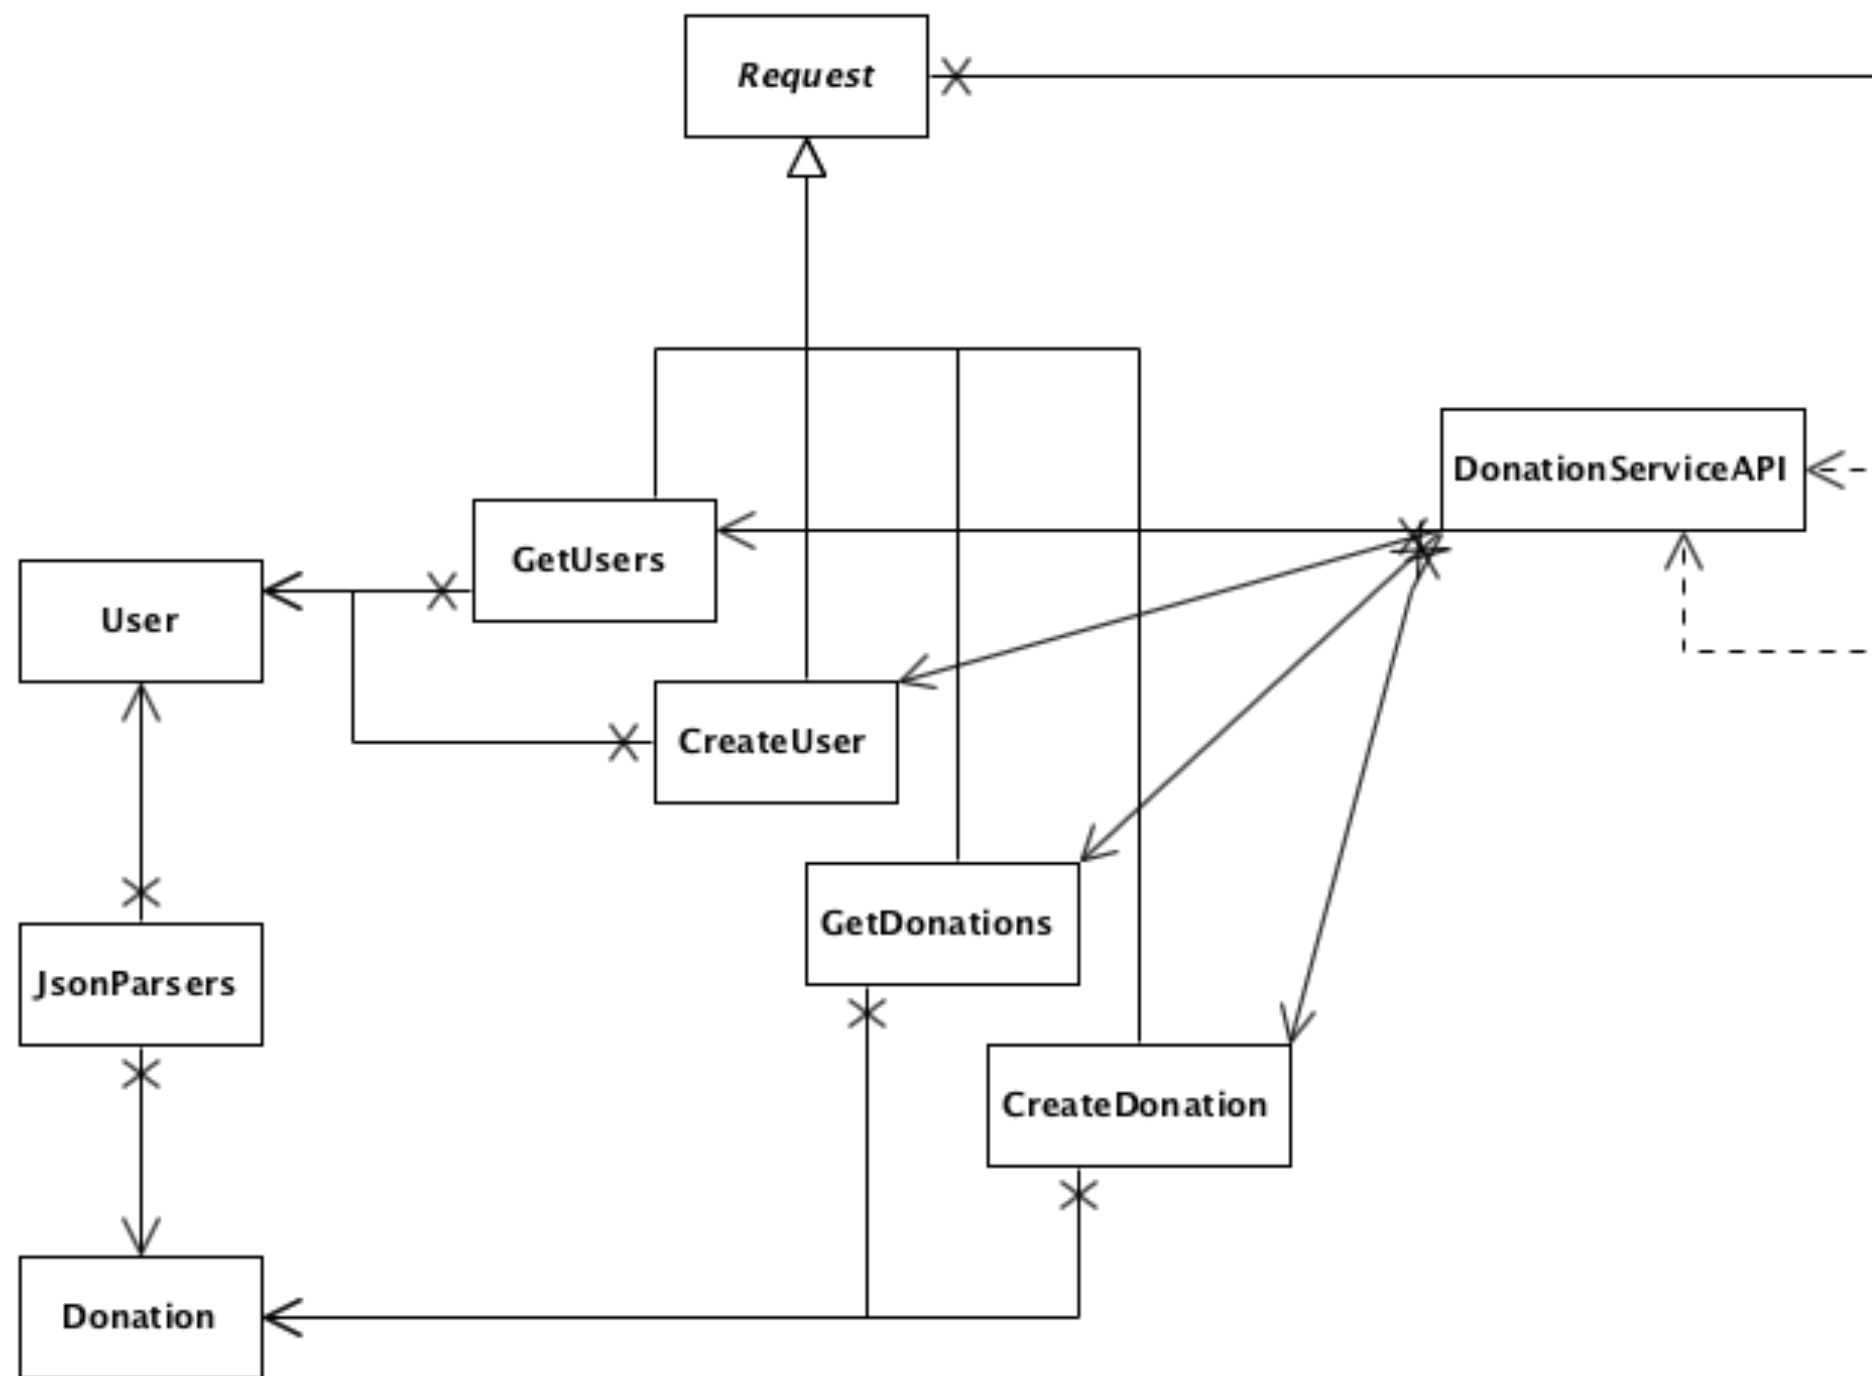 Request
DonationServiceAPI
GetUsers
User
CreateUser
GetDonations
JsonParsers
CreateDonation
Donation